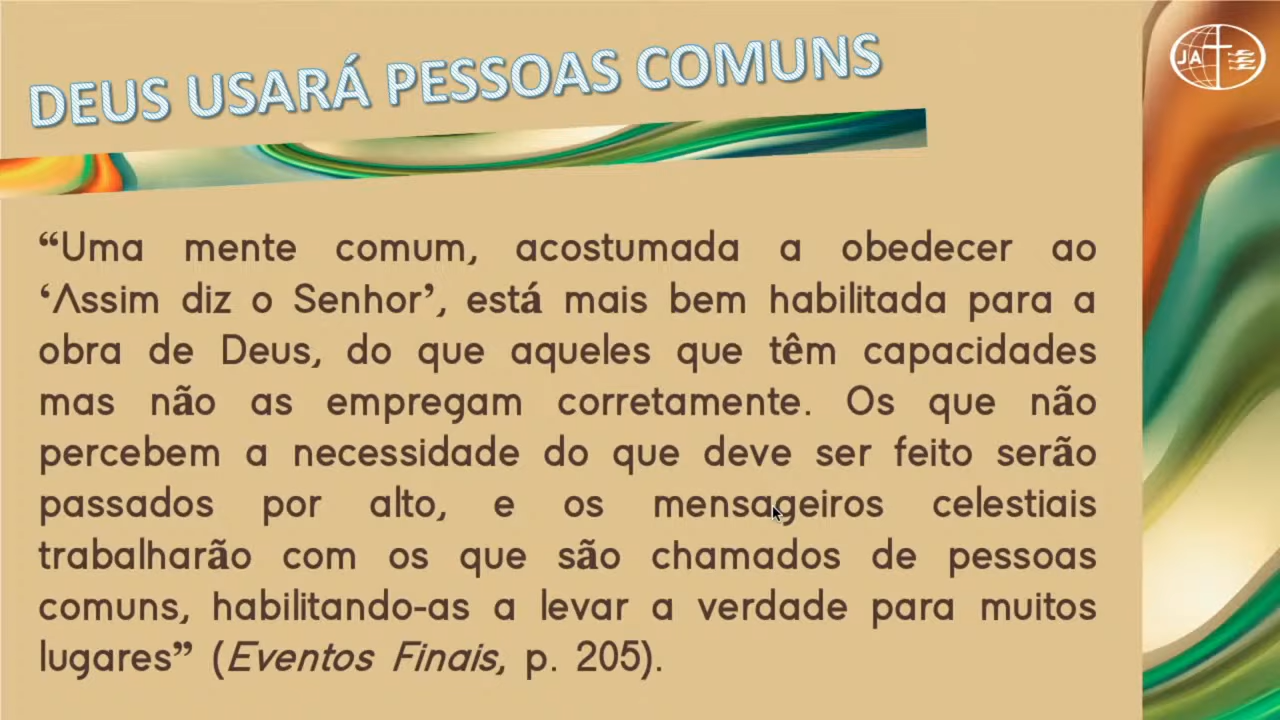 DEUS USARÁ PESSOAS COMUNS
JA
“Uma mente comum, acostumada a obedecer ao
‘Assim diz o Senhor’, está mais bem habilitada para a
obra de Deus, do que aqueles que têm capacidades
mas não as empregam corretamente. Os que não
percebem a necessidade do que deve ser feito serão
passados por alto, e os mensageiros celestiais
trabalharão com os que são chamados de pessoas
comuns, habilitando-as a levar a verdade para muitos
lugares” (Eventos Finais, p. 205).